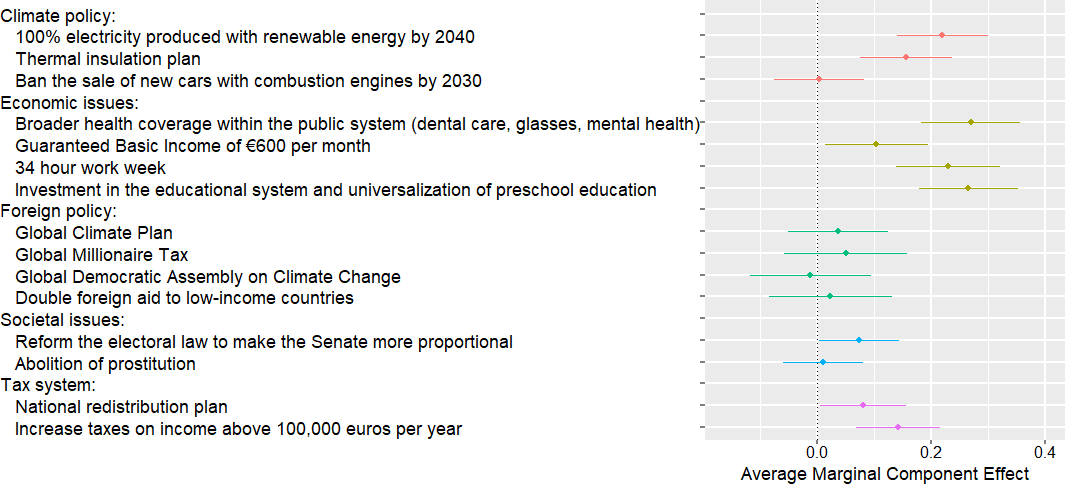 Climate policy:
100% electricity produced with renewable energy by 2040
Thermal insulation plan
Ban the sale of new cars with combustion engines by 2030
Economic issues:
Broader health coverage within the public system (dental care, glasses, mental health)
Guaranteed Basic Income of €600 per month
34 hour work week
Investment in the educational system and universalization of preschool education
Foreign policy:
Global Climate Plan
Global Millionaire Tax
Global Democratic Assembly on Climate Change
Double foreign aid to low-income countries
Societal issues:
Reform the electoral law to make the Senate more proportional
Abolition of prostitution
Tax system:
National redistribution plan
Increase taxes on income above 100,000 euros per year
0.0 0.2 0.4
Average Marginal Component Effect